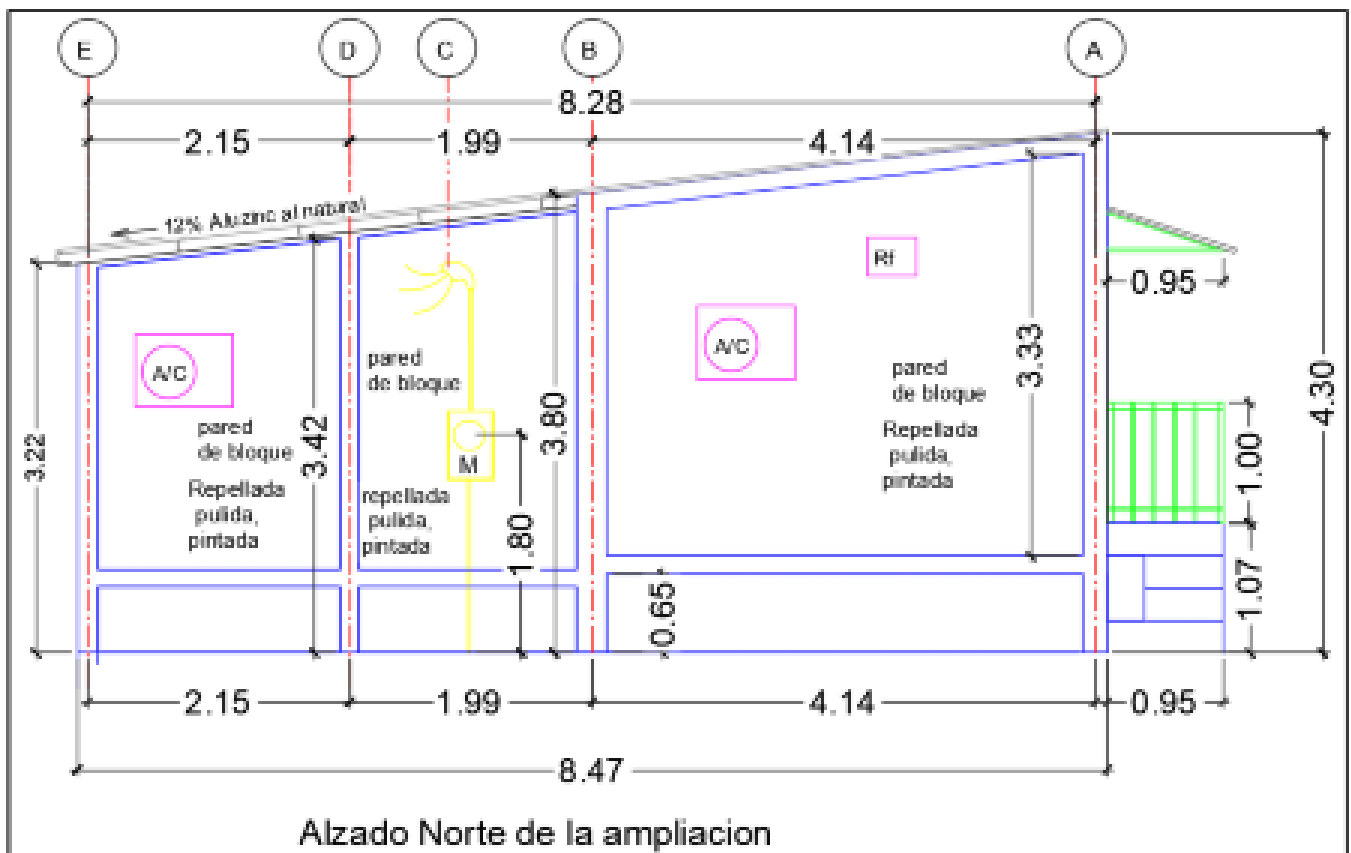 E D C B A
8.28
2.15 1.99 4.14
12% Aluzinc al natural
Rf
0.95
A/C
A/C
pared
de bloque
pared
de bloque
pared
de bloque
Repellada
pulida,
pintada
repellada
pulida,
pintada
Repellada
pulida,
pintada
M
3.22
3.42
1.80
3.80
0.65
3.33
1.00
1.07
4.30
2.15 1.99 4.14 0.95
8.47
Alzado Norte de la ampliacion